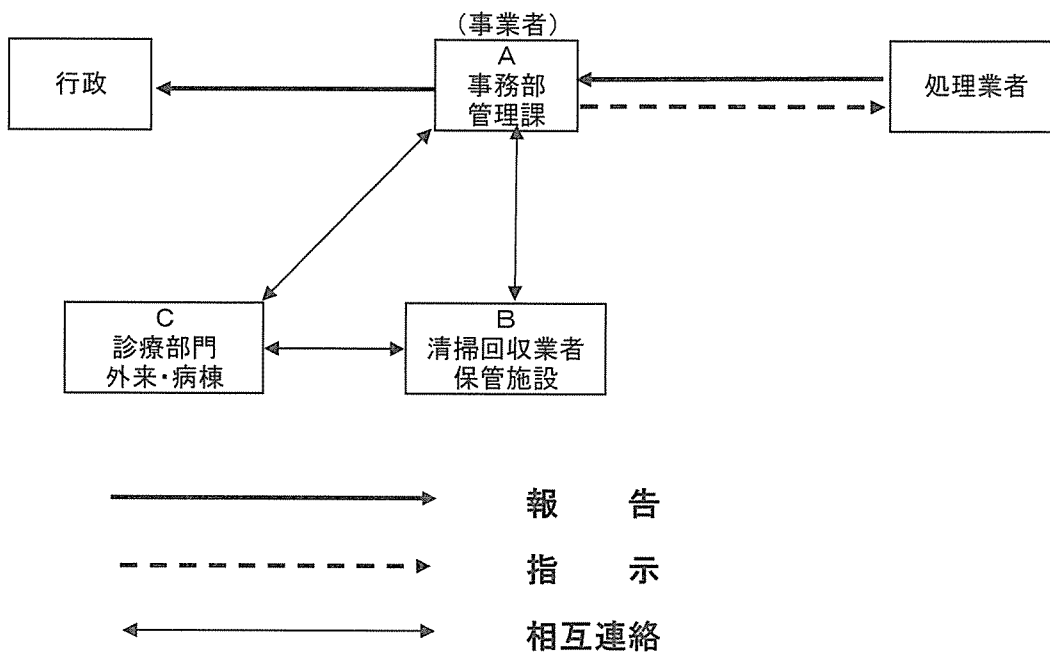 (事業者)
行政
A
事務部
管理課
処理業者
C
診療部門
外来・病棟
B
清掃回収業者
保管施設
報 告
指 示
相互連絡